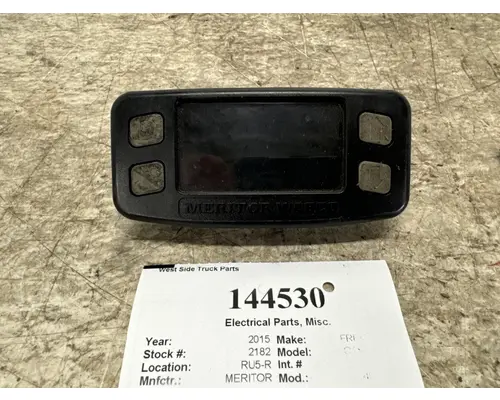 MERITOR WABCO
West Side Truck Parts
144530
Electrical Parts, Misc.
Year: 2015 Make:
Stock #: 2182 Model:
Location: RU5-R Int. #
Mnfctr.: MERITOR Mod.: 4